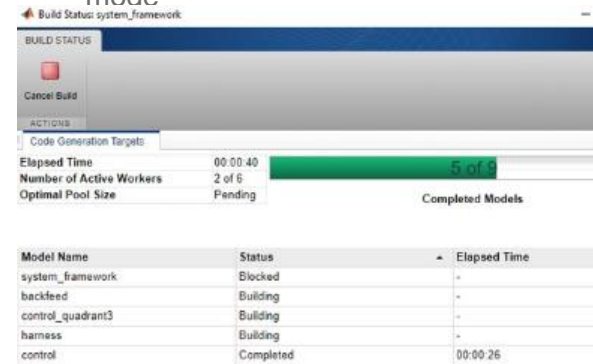 mode
Build Status: system_framework
BUILD STATUS
Cancel Build
ACTIONS
Code Generation Targets
Elapsed Time 00:00:40
Number of Active Workers 2 of 6
Optimal Pool Size Pending
5 of 9
Completed Models
Model Name Status Elapsed Time
system_framework Blocked -
backfeed Building -
control_quadrant3 Building -
harness Building -
control Completed 00:00:26